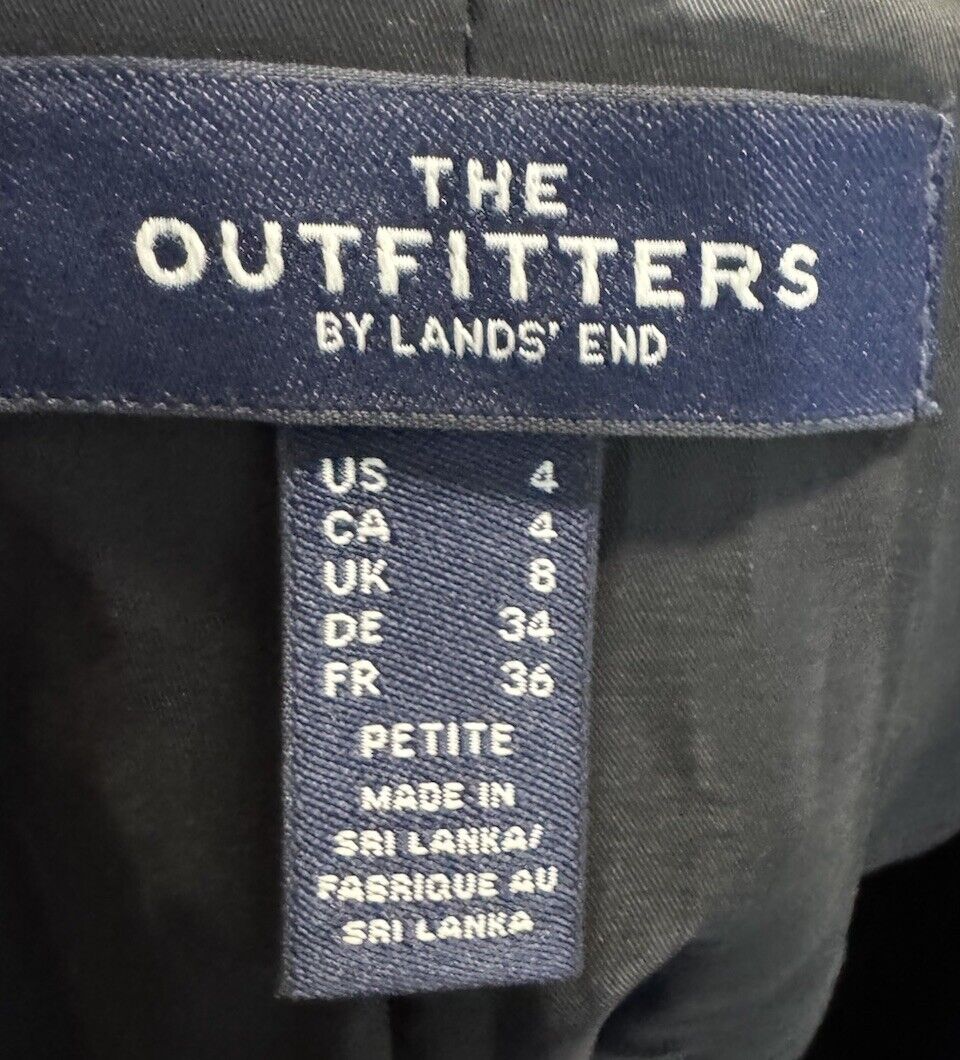 THE
OUTFITTERS
BY LANDS' END
US 4
CA 4
UK 8
DE 34
FR 36
PETITE
MADE IN
SRI LANKA/
FABRIQUE AU
SRI LANKA